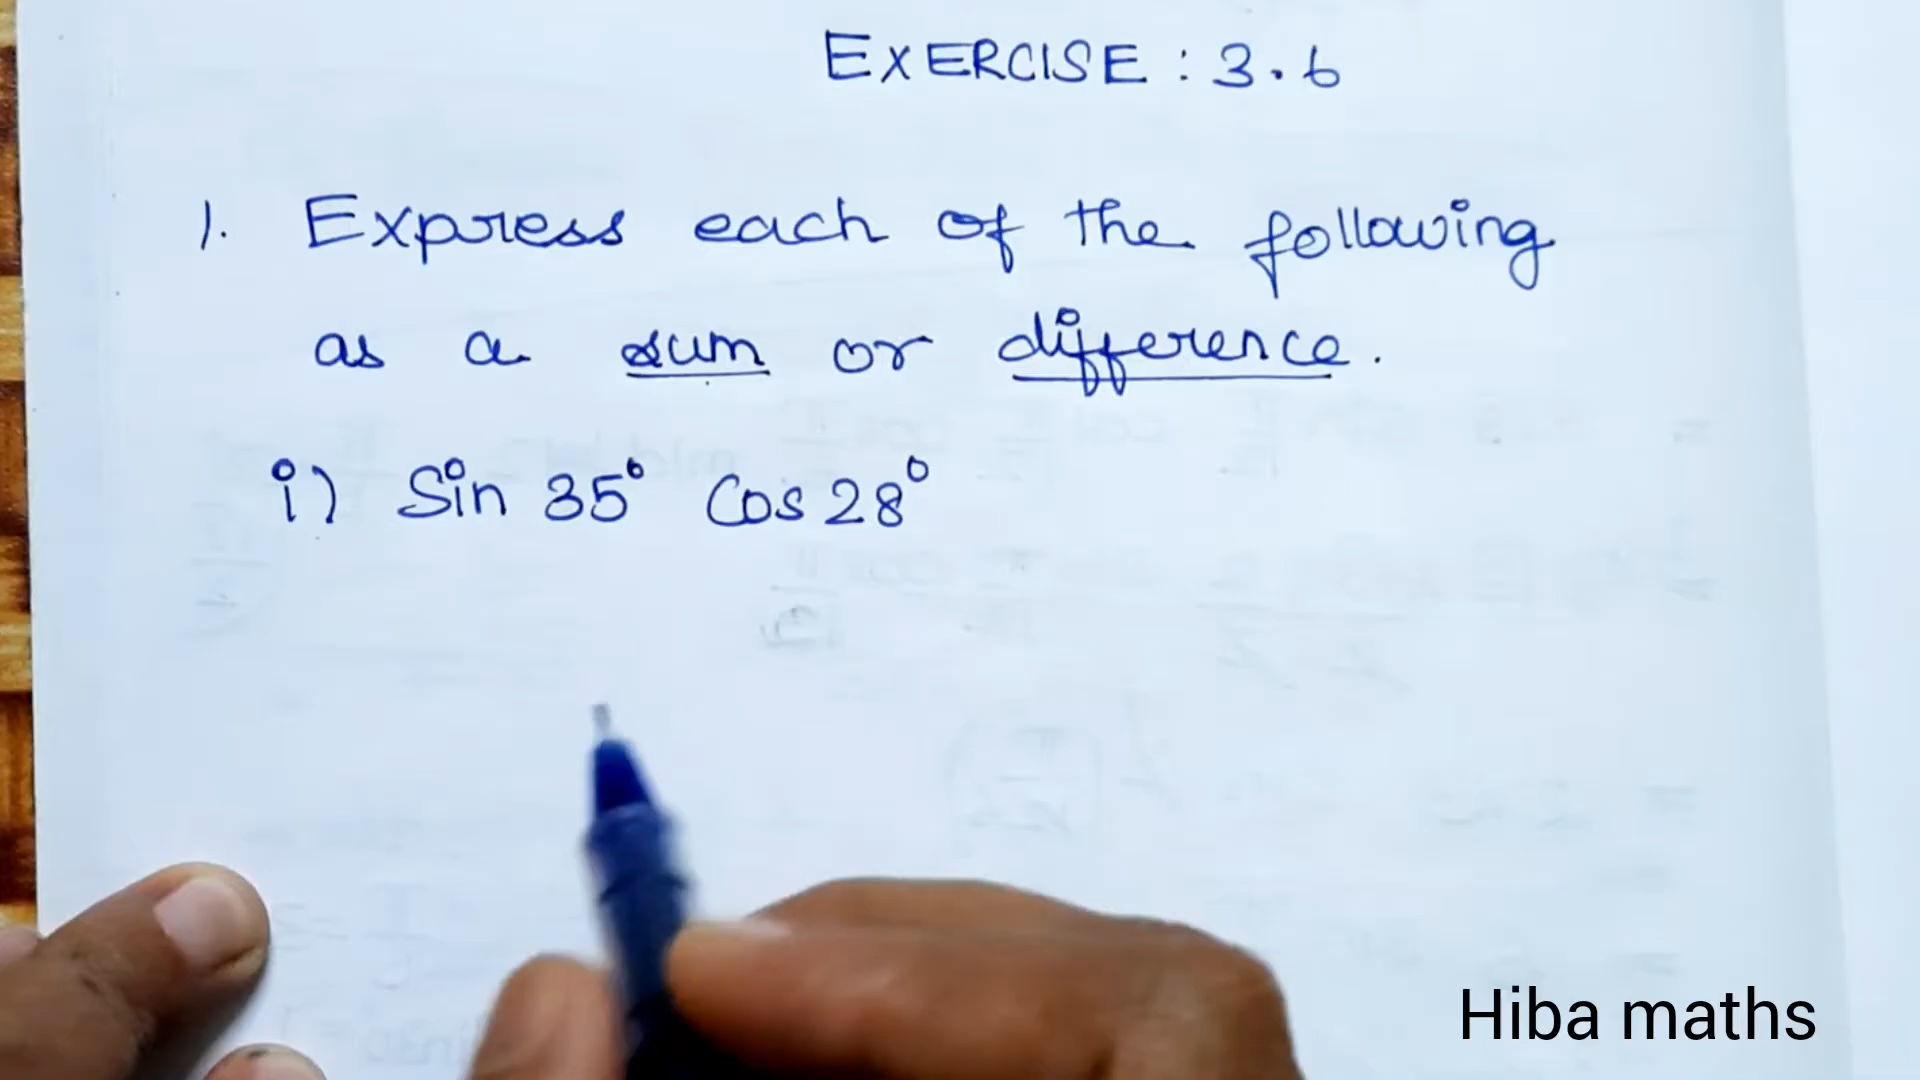 EXERCISE : 3.6
1. Express each of the following
as a sum or difference.
i) Sin 35° Cos 28°
Hiba maths